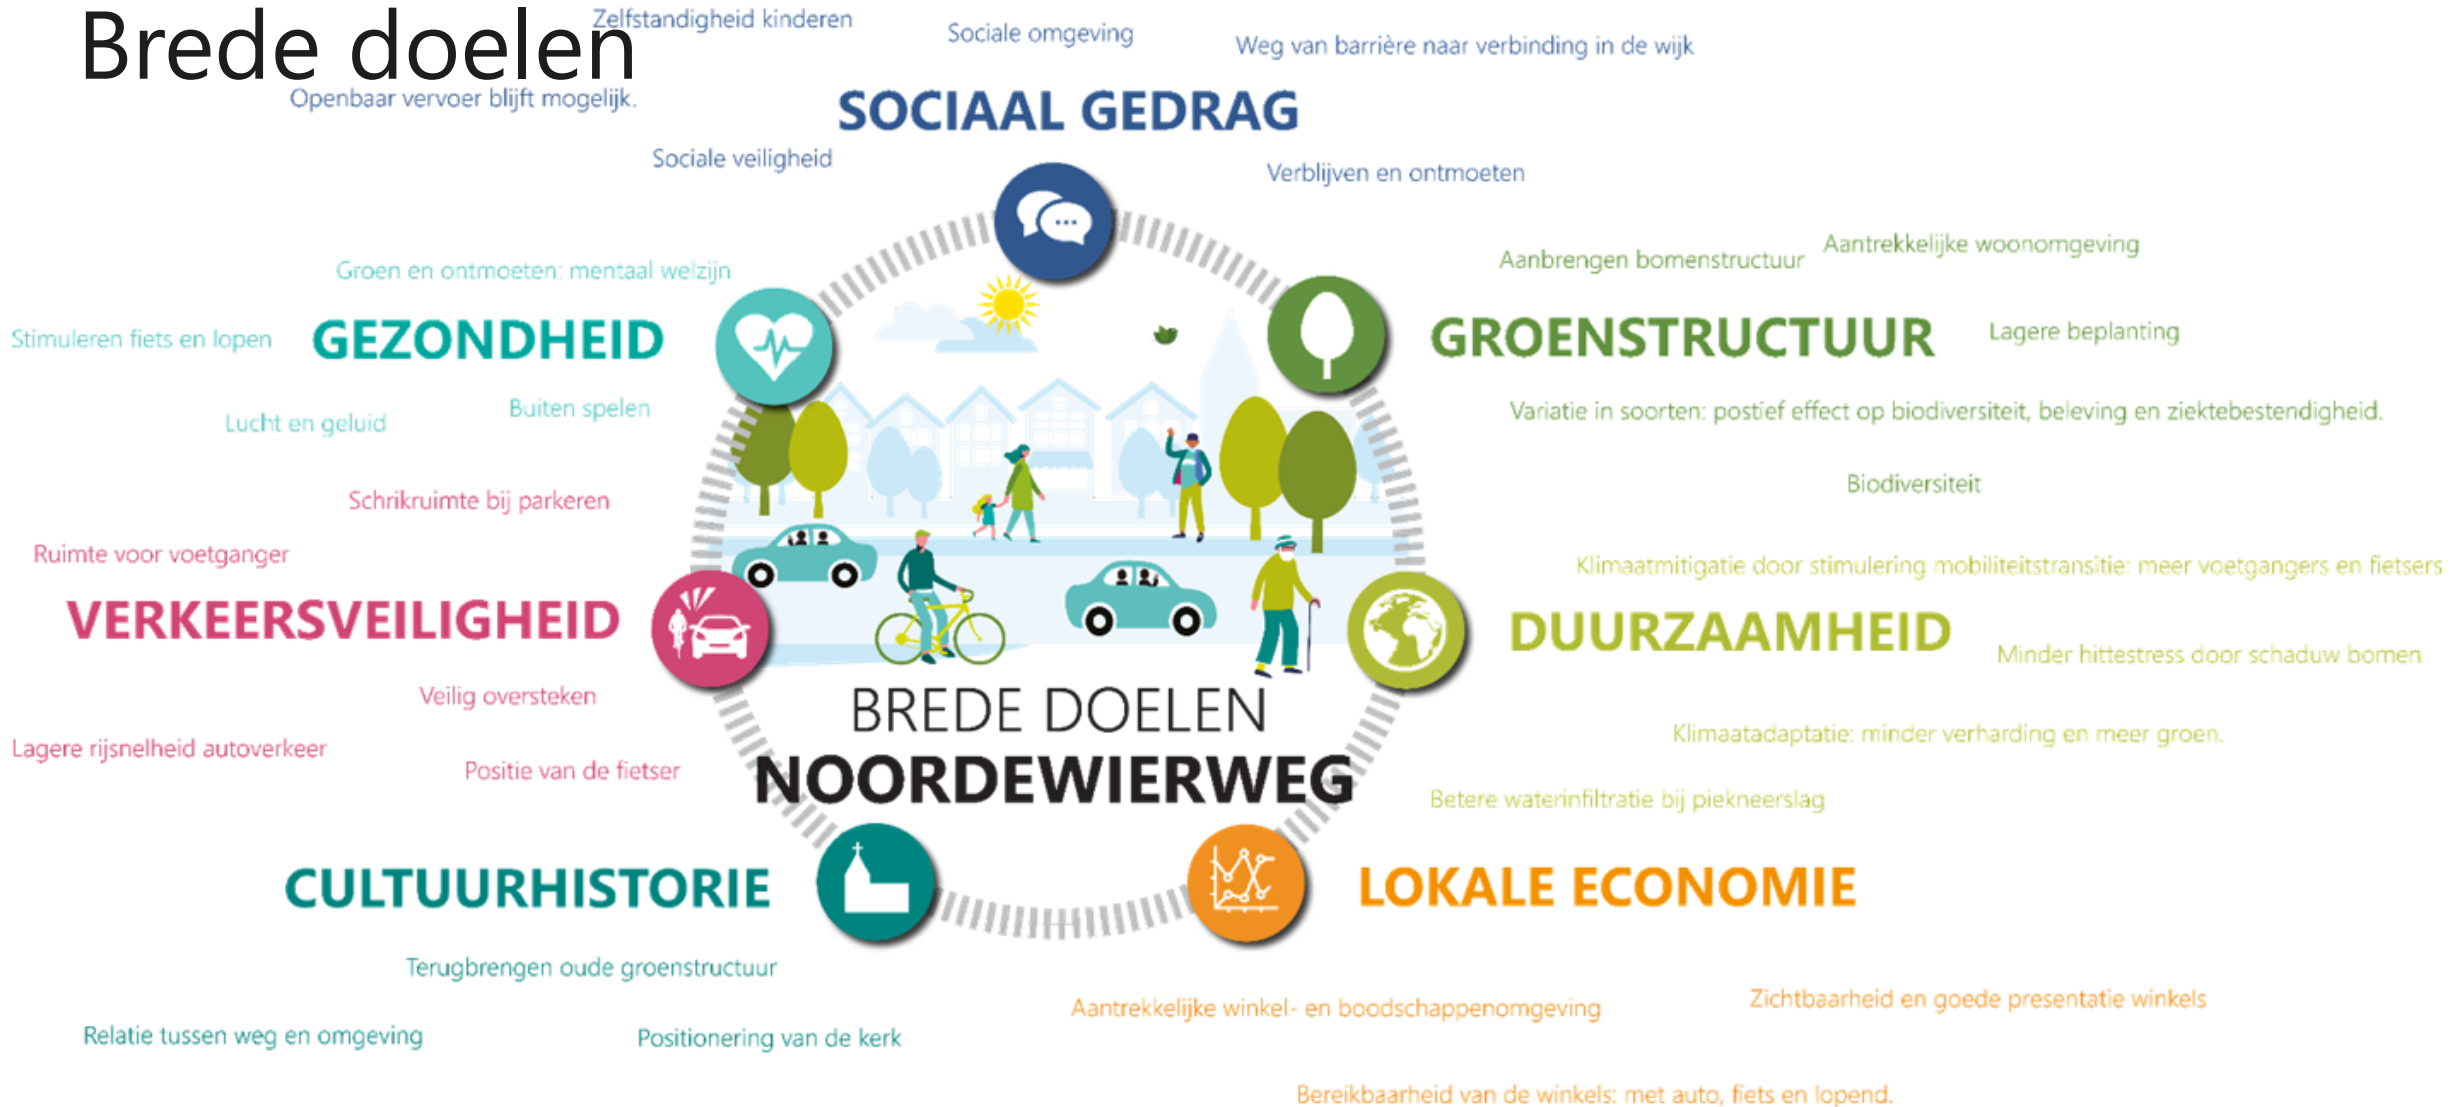 Brede doelen
Zelfstandigheid kinderen
Sociale omgeving
Weg van barrière naar verbinding in de wijk
Openbaar vervoer blijft mogelijk.
SOCIAAL GEDRAG
Sociale veiligheid
Verblijven en ontmoeten
Groen en ontmoeten: mentaal welzijn
Stimuleren fiets en lopen
GEZONDHEID
Lucht en geluid
Buiten spelen
Aanbrengen bomenstructuur
Aantrekkelijke woonomgeving
GROENSTRUCTUUR
Lagere beplanting
Variatie in soorten: postief effect op biodiversiteit, beleving en ziektebestendigheid.
Biodiversiteit
Schrikruimte bij parkeren
Ruimte voor voetganger
VERKEERSVEILIGHEID
Veilig oversteken
Lagere rijsnelheid autoverkeer
Positie van de fietser
Klimaatmitigatie door stimulering mobiliteitstransitie: meer voetgangers en fietsers
DUURZAAMHEID
Minder hittestress door schaduw bomen
Klimaatadaptatie: minder verharding en meer groen.
Betere waterinfiltratie bij piekneerslag
BREDE DOELEN
NOORDEWIERWEG
CULTUURHISTORIE
Terugbrengen oude groenstructuur
Relatie tussen weg en omgeving
Positionering van de kerk
LOKALE ECONOMIE
Aantrekkelijke winkel- en boodschappenomgeving
Zichtbaarheid en goede presentatie winkels
Bereikbaarheid van de winkels: met auto, fiets en lopend.